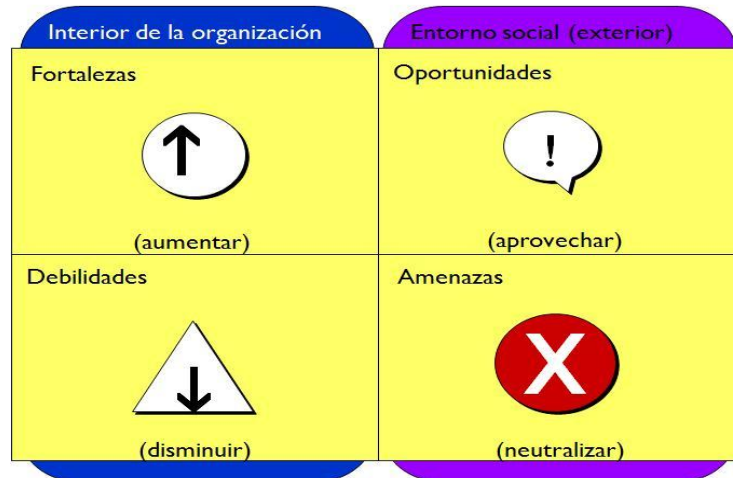 Interior de la organización
Entorno social (exterior)
Fortalezas
Oportunidades
!
(aumentar)
(aprovechar)
Debilidades
Amenazas
X
(disminuir)
(neutralizar)